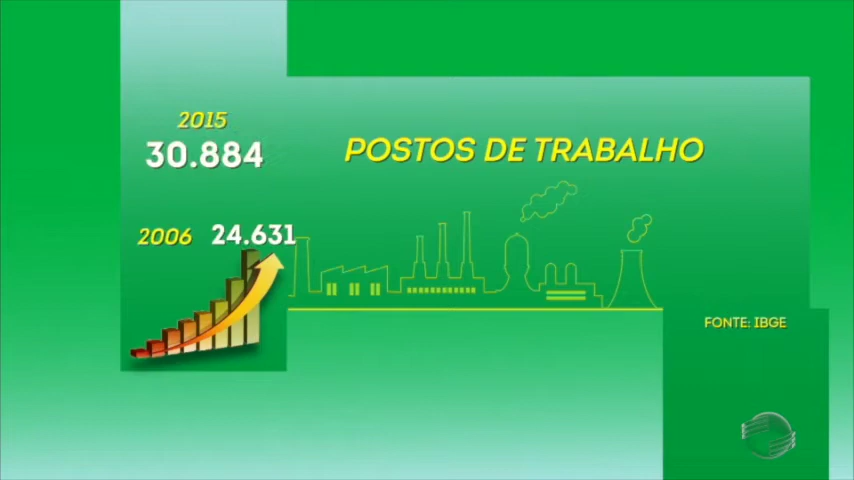 2015
30.884
POSTOS DE TRABALHO
2006 24.631
FONTE: IBGE